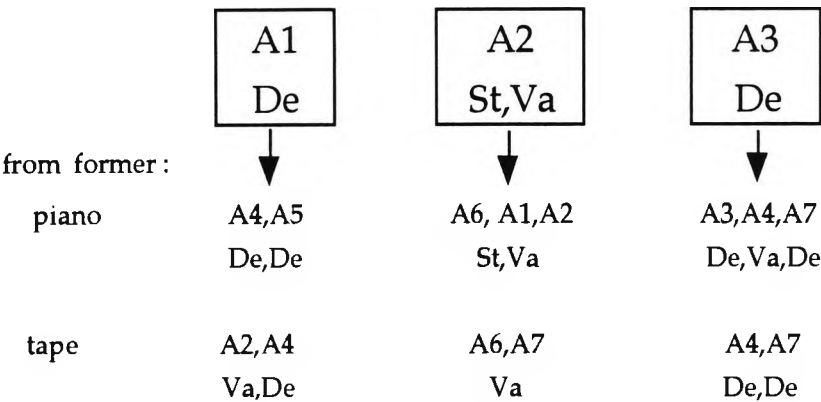 A1 A2 A3
De St,Va De
from former :
piano A4,A5 A6, A1,A2 A3,A4,A7
De,De St,Va De,Va,De
tape A2,A4 A6,A7 A4,A7
Va,De Va De,De